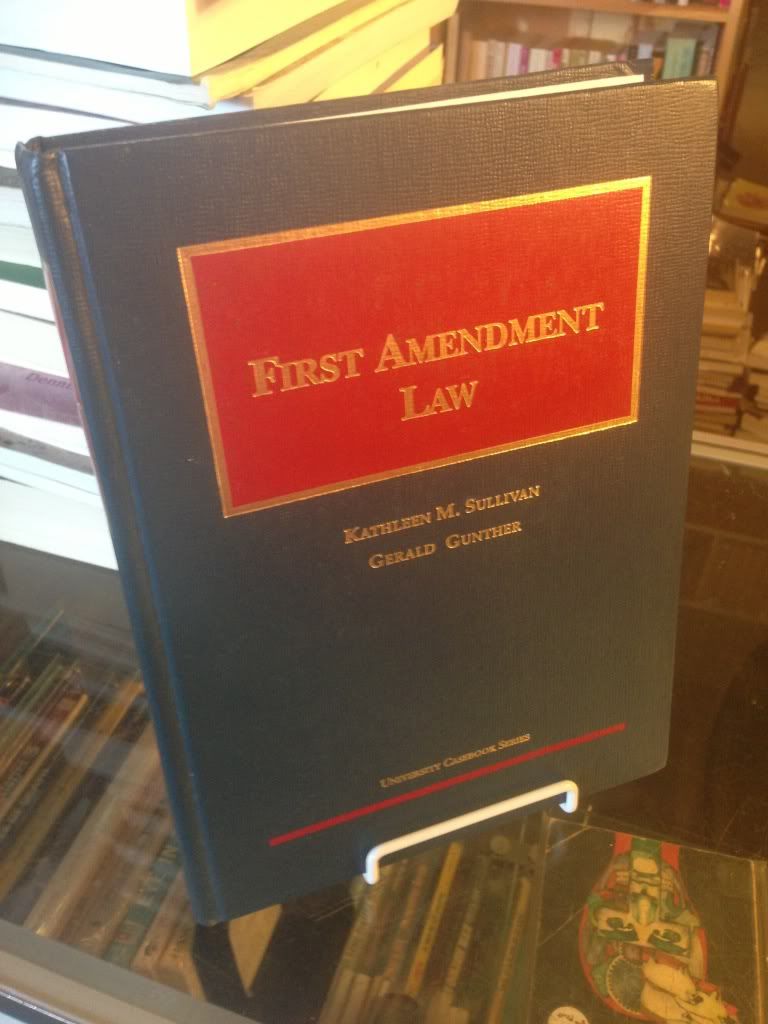 FIRST AMENDMENT
LAW
KATHLEEN M. SULLIVAN
GERALD GUNTHER
UNIVERSITY CASEBOOK SERIES